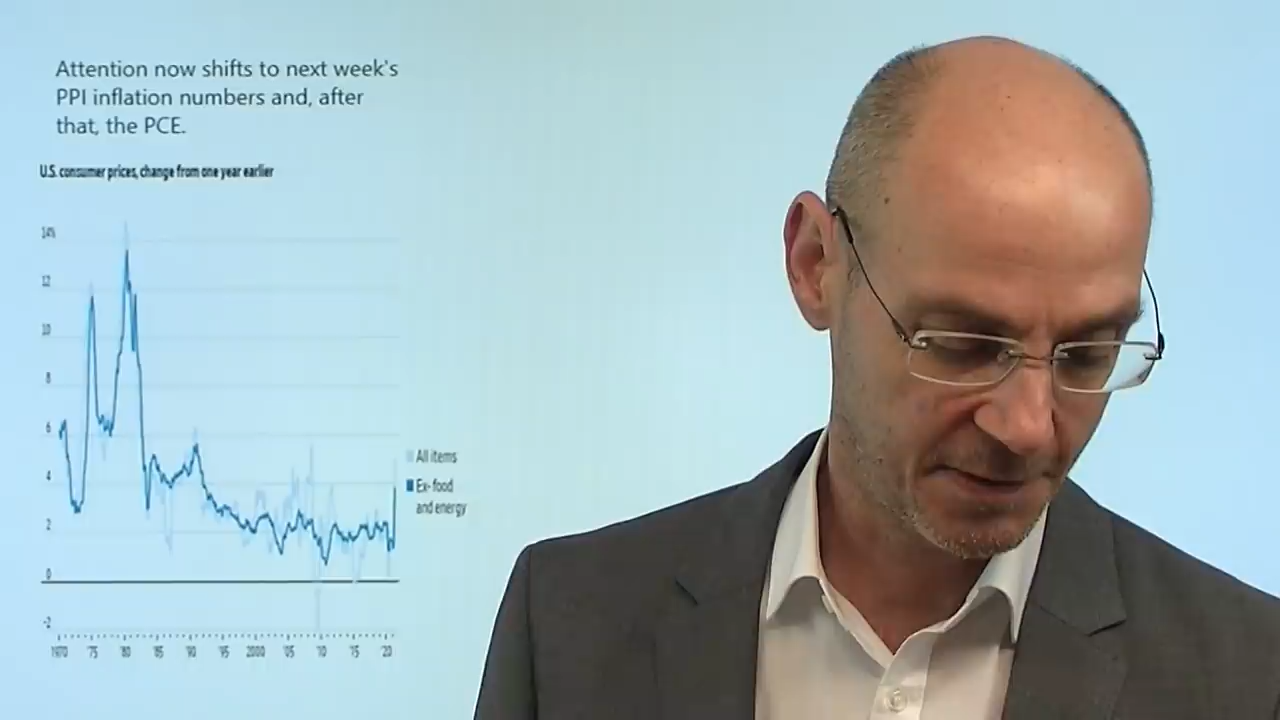 Attention now shifts to next week's
PPI inflation numbers and, after
that, the PCE.
U.S. consumer prices, change from one year earlier
14%
12
10
8
6
4
2
0
-2
All items
Ex-food
and energy
1970 '75 '80 '85 '90 '95 2000 '05 '10 '15 '20